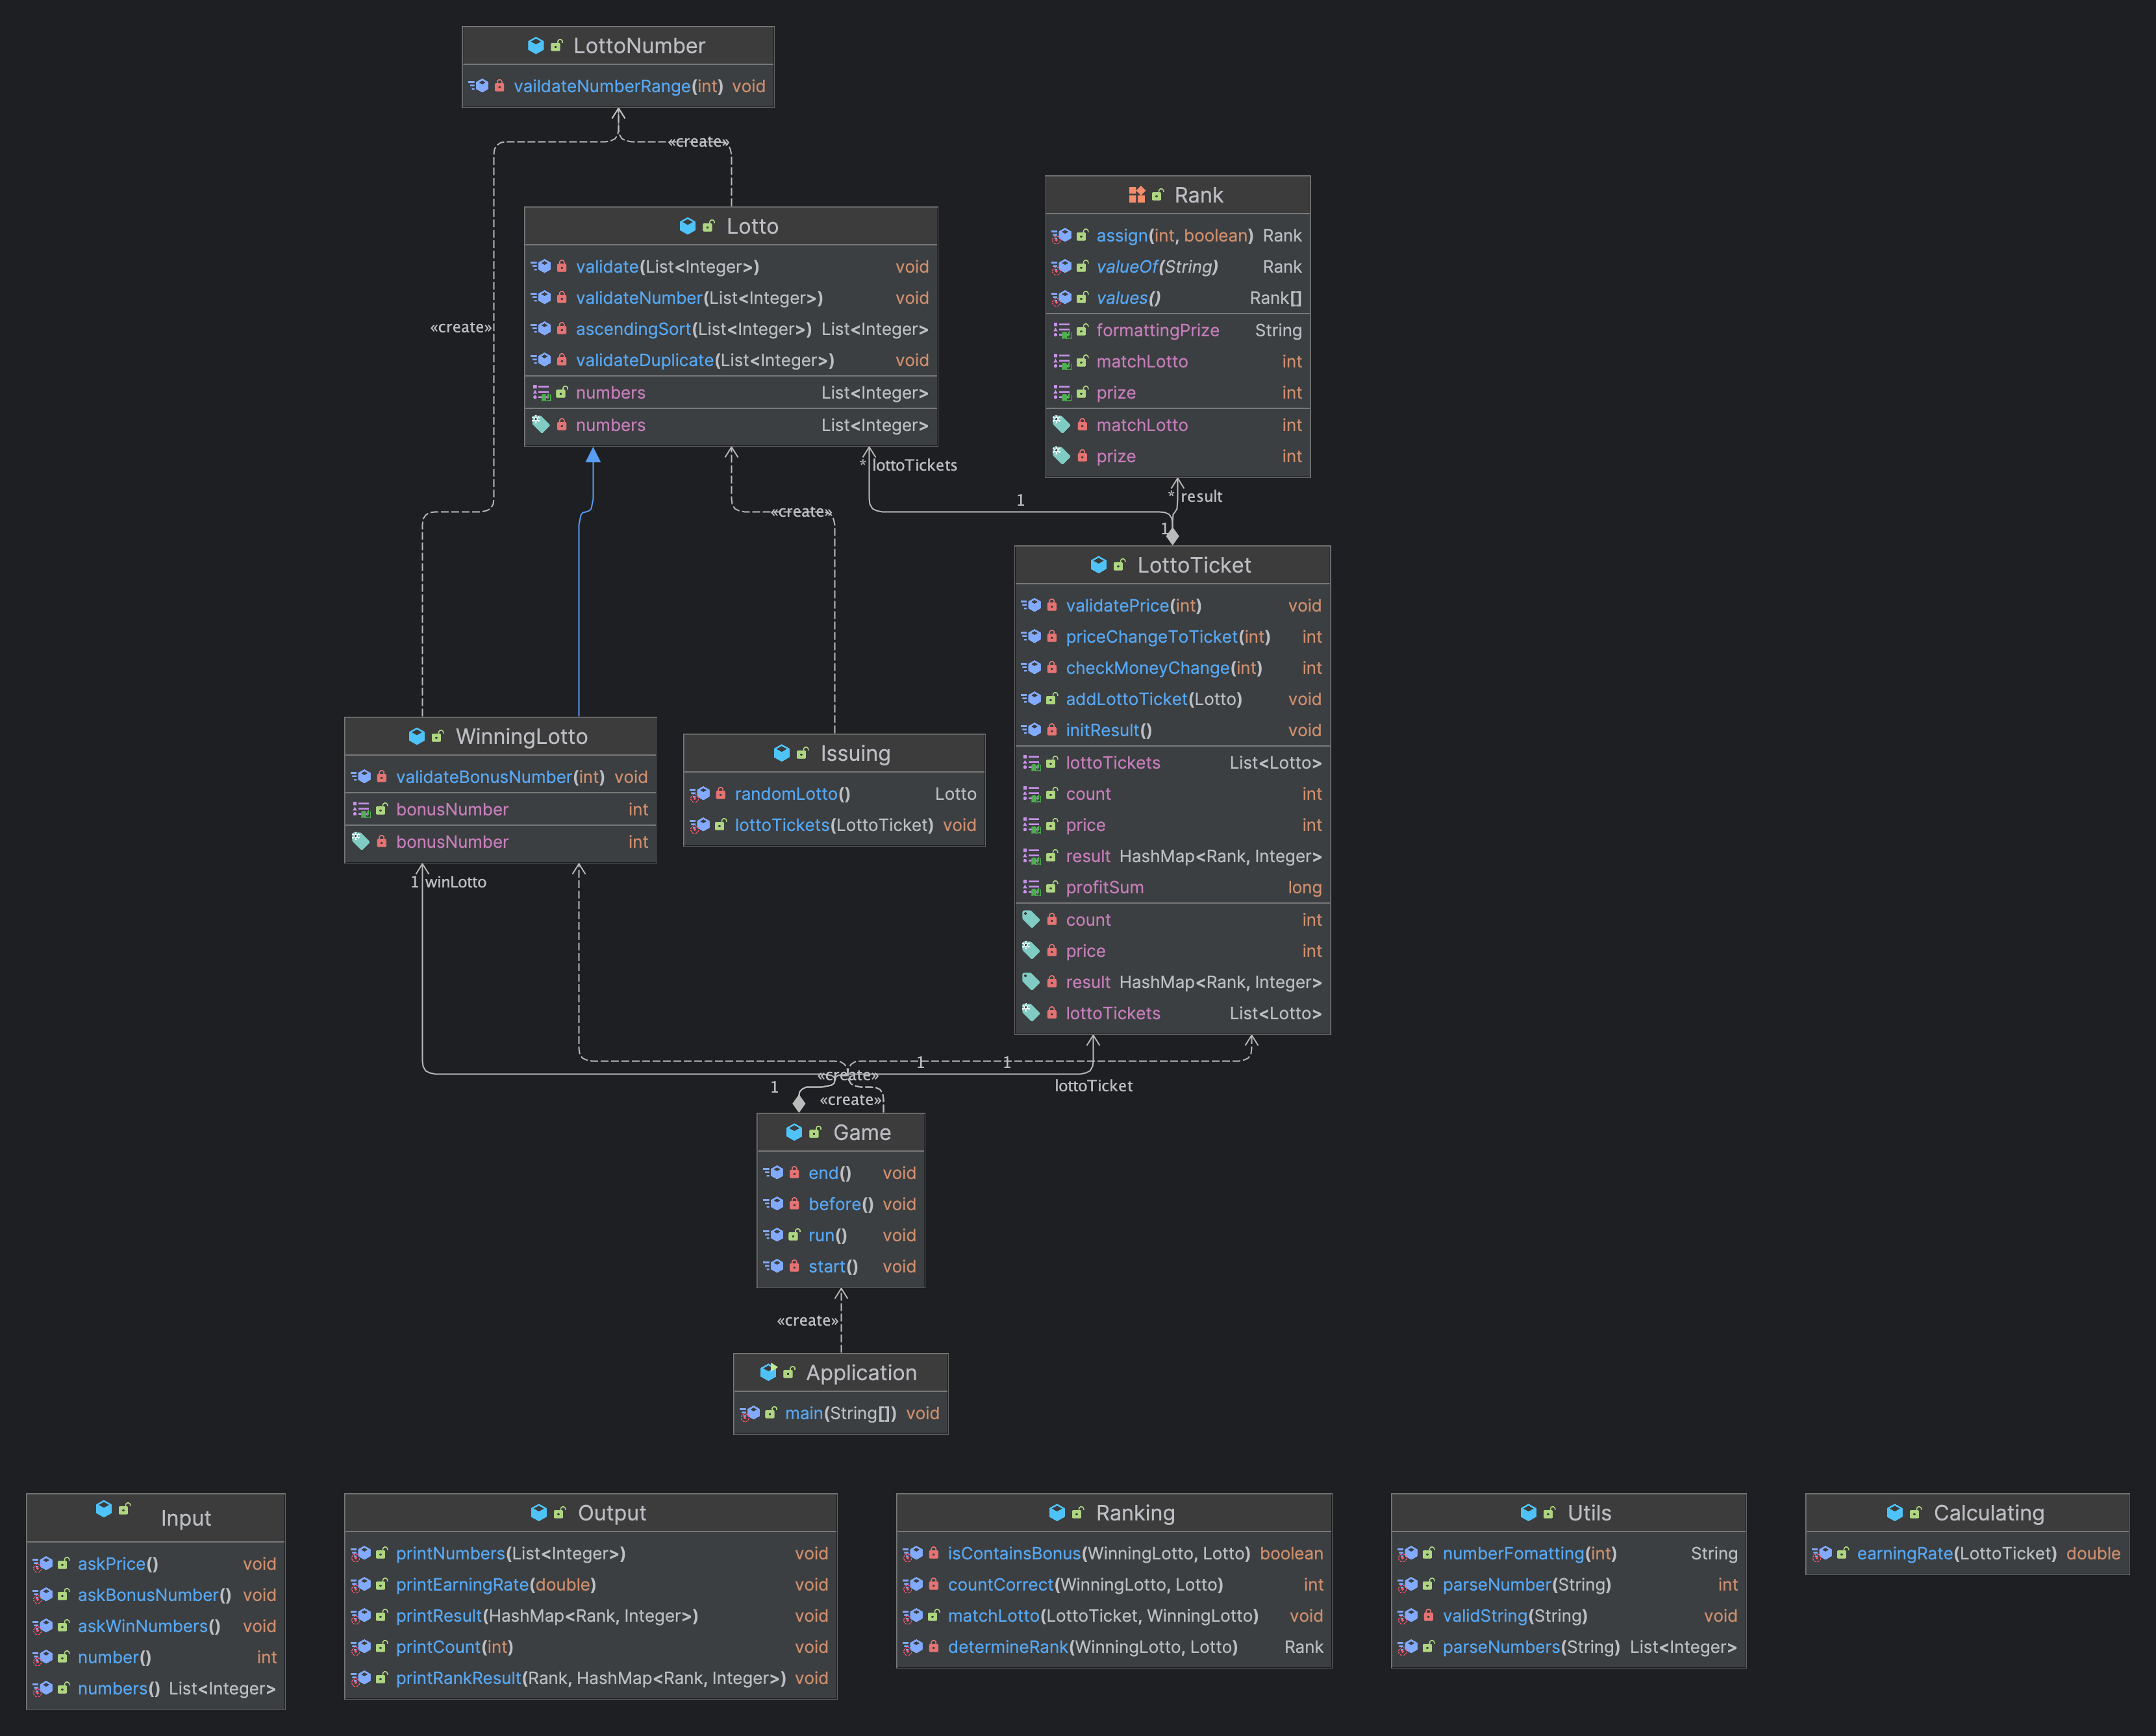 LottoNumber
vaildateNumberRange(int) void
«create»
Lotto
validate(List<Integer>) void
validateNumber(List<Integer>) void
ascendingSort(List<Integer>) List<Integer>
validateDuplicate(List<Integer>) void
numbers List<Integer>
numbers List<Integer>
Rank
assign(int, boolean) Rank
valueOf(String) Rank
values() Rank[]
formattingPrize String
matchLotto int
prize int
matchLotto int
prize int
«create»
* lottoTickets
* result
1
«create»
1
LottoTicket
validatePrice(int) void
priceChangeToTicket(int) int
checkMoneyChange(int) int
addLottoTicket(Lotto) void
initResult() void
lottoTickets List<Lotto>
count int
price int
result HashMap<Rank, Integer>
profitSum long
count int
price int
result HashMap<Rank, Integer>
lottoTickets List<Lotto>
WinningLotto
validateBonusNumber(int) void
bonusNumber int
bonusNumber int
Issuing
randomLotto() Lotto
lottoTickets(LottoTicket) void
1 winLotto
1 1
«create»
1 lottoTicket
«create»
Game
end() void
before() void
run() void
start() void
«create»
Application
main(String[]) void
Input
askPrice() void
askBonusNumber() void
askWinNumbers() void
number() int
numbers() List<Integer>
Output
printNumbers(List<Integer>) void
printEarningRate(double) void
printResult(HashMap<Rank, Integer>) void
printCount(int) void
printRankResult(Rank, HashMap<Rank, Integer>) void
Ranking
isContainsBonus(WinningLotto, Lotto) boolean
countCorrect(WinningLotto, Lotto) int
matchLotto(LottoTicket, WinningLotto) void
determineRank(WinningLotto, Lotto) Rank
Utils
numberFomatting(int) String
parseNumber(String) int
validString(String) void
parseNumbers(String) List<Integer>
Calculating
earningRate(LottoTicket) double